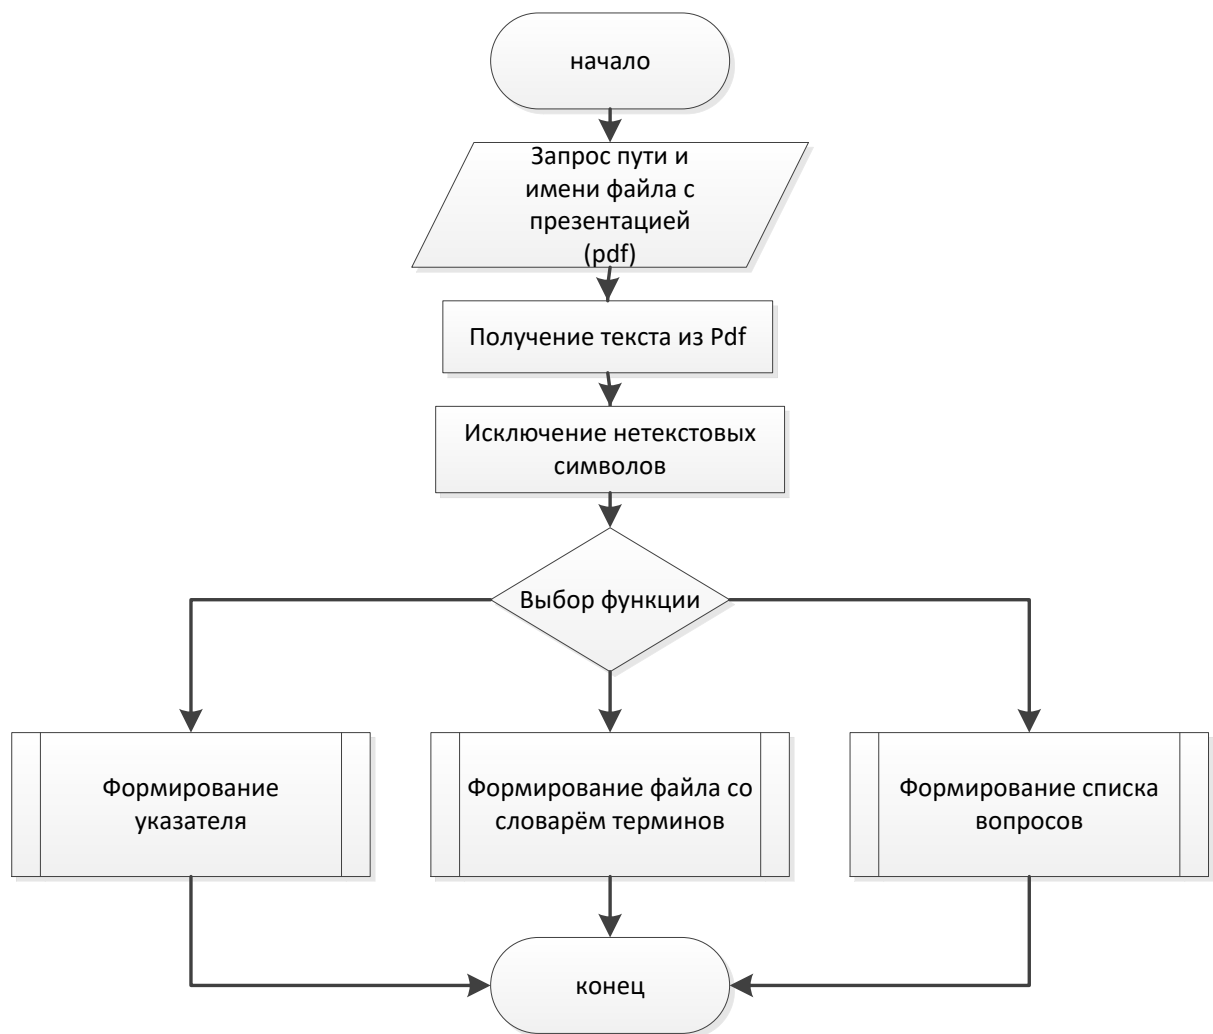 начало
Запрос пути и
имени файла с
презентацией
(pdf)
Получение текста из Pdf
Исключение нетекстовых
символов
Выбор функции
Формирование
указателя
Формирование файла со
словарём терминов
Формирование списка
вопросов
конец